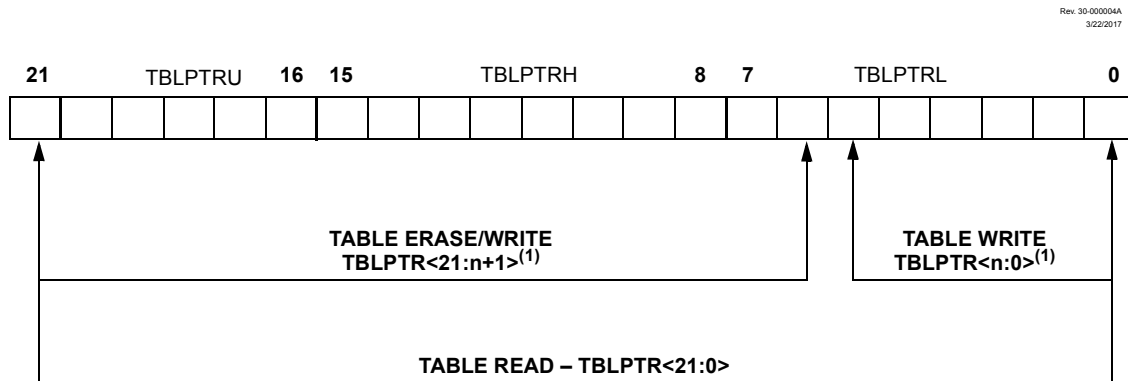 Rev. 30-000004A
3/22/2017
21 TBLPTRU 16 15 TBLPTRH 8 7 TBLPTRL 0
TABLE ERASE/WRITE
TBLPTR<21:n+1>(1)
TABLE WRITE
TBLPTR<n:0>(1)
TABLE READ – TBLPTR<21:0>